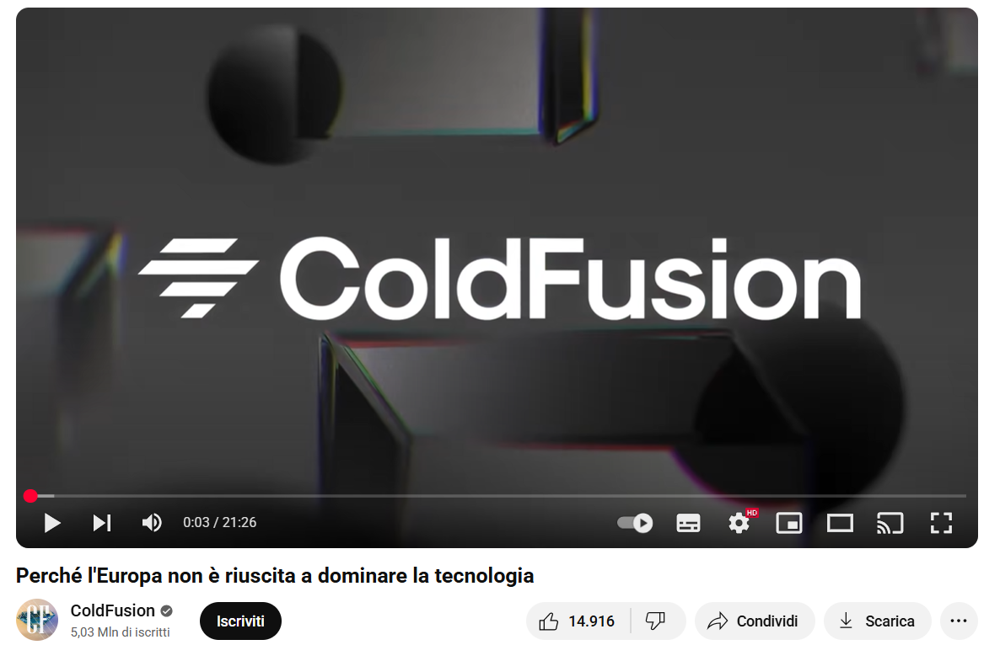 ColdFusion
HD
0:03 / 21:26
Perché l'Europa non è riuscita a dominare la tecnologia
CF
ColdFusion
5,03 Mln di iscritti
Iscriviti
14.916
Condividi
Scarica